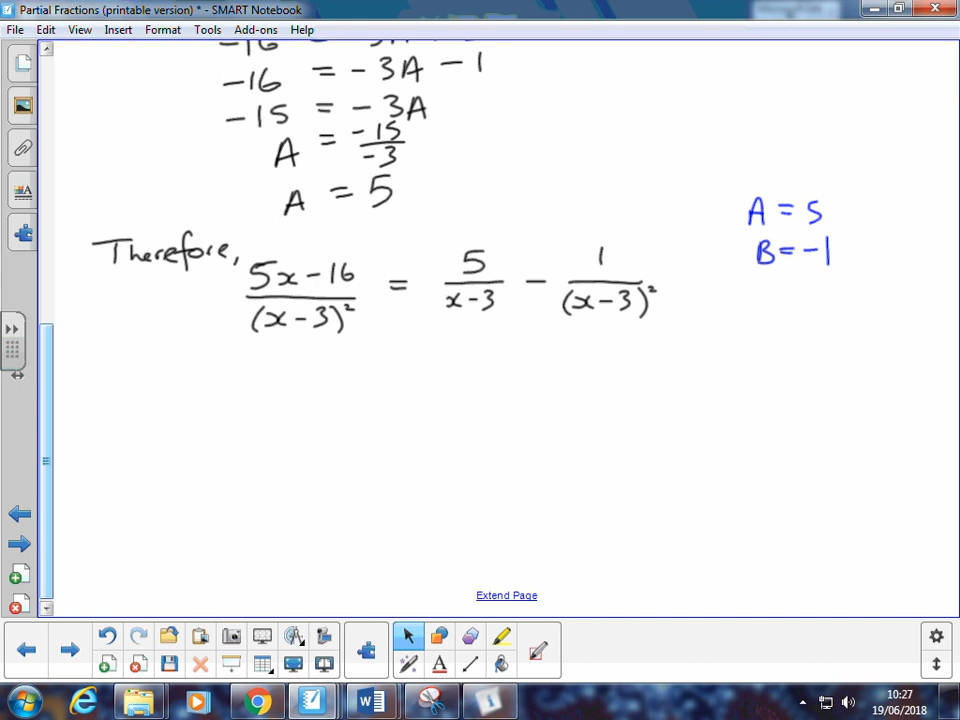 Partial Fractions (printable version) * - SMART Notebook
File Edit View Insert Format Tools Add-ons Help
-16 = -3A - 1
-15 = -3A
A = -15/-3
A = 5
A = 5
B = -1
Therefore,
5x-16/(x-3)² = 5/x-3 - 1/(x-3)²
Extend Page
10:27
19/06/2018